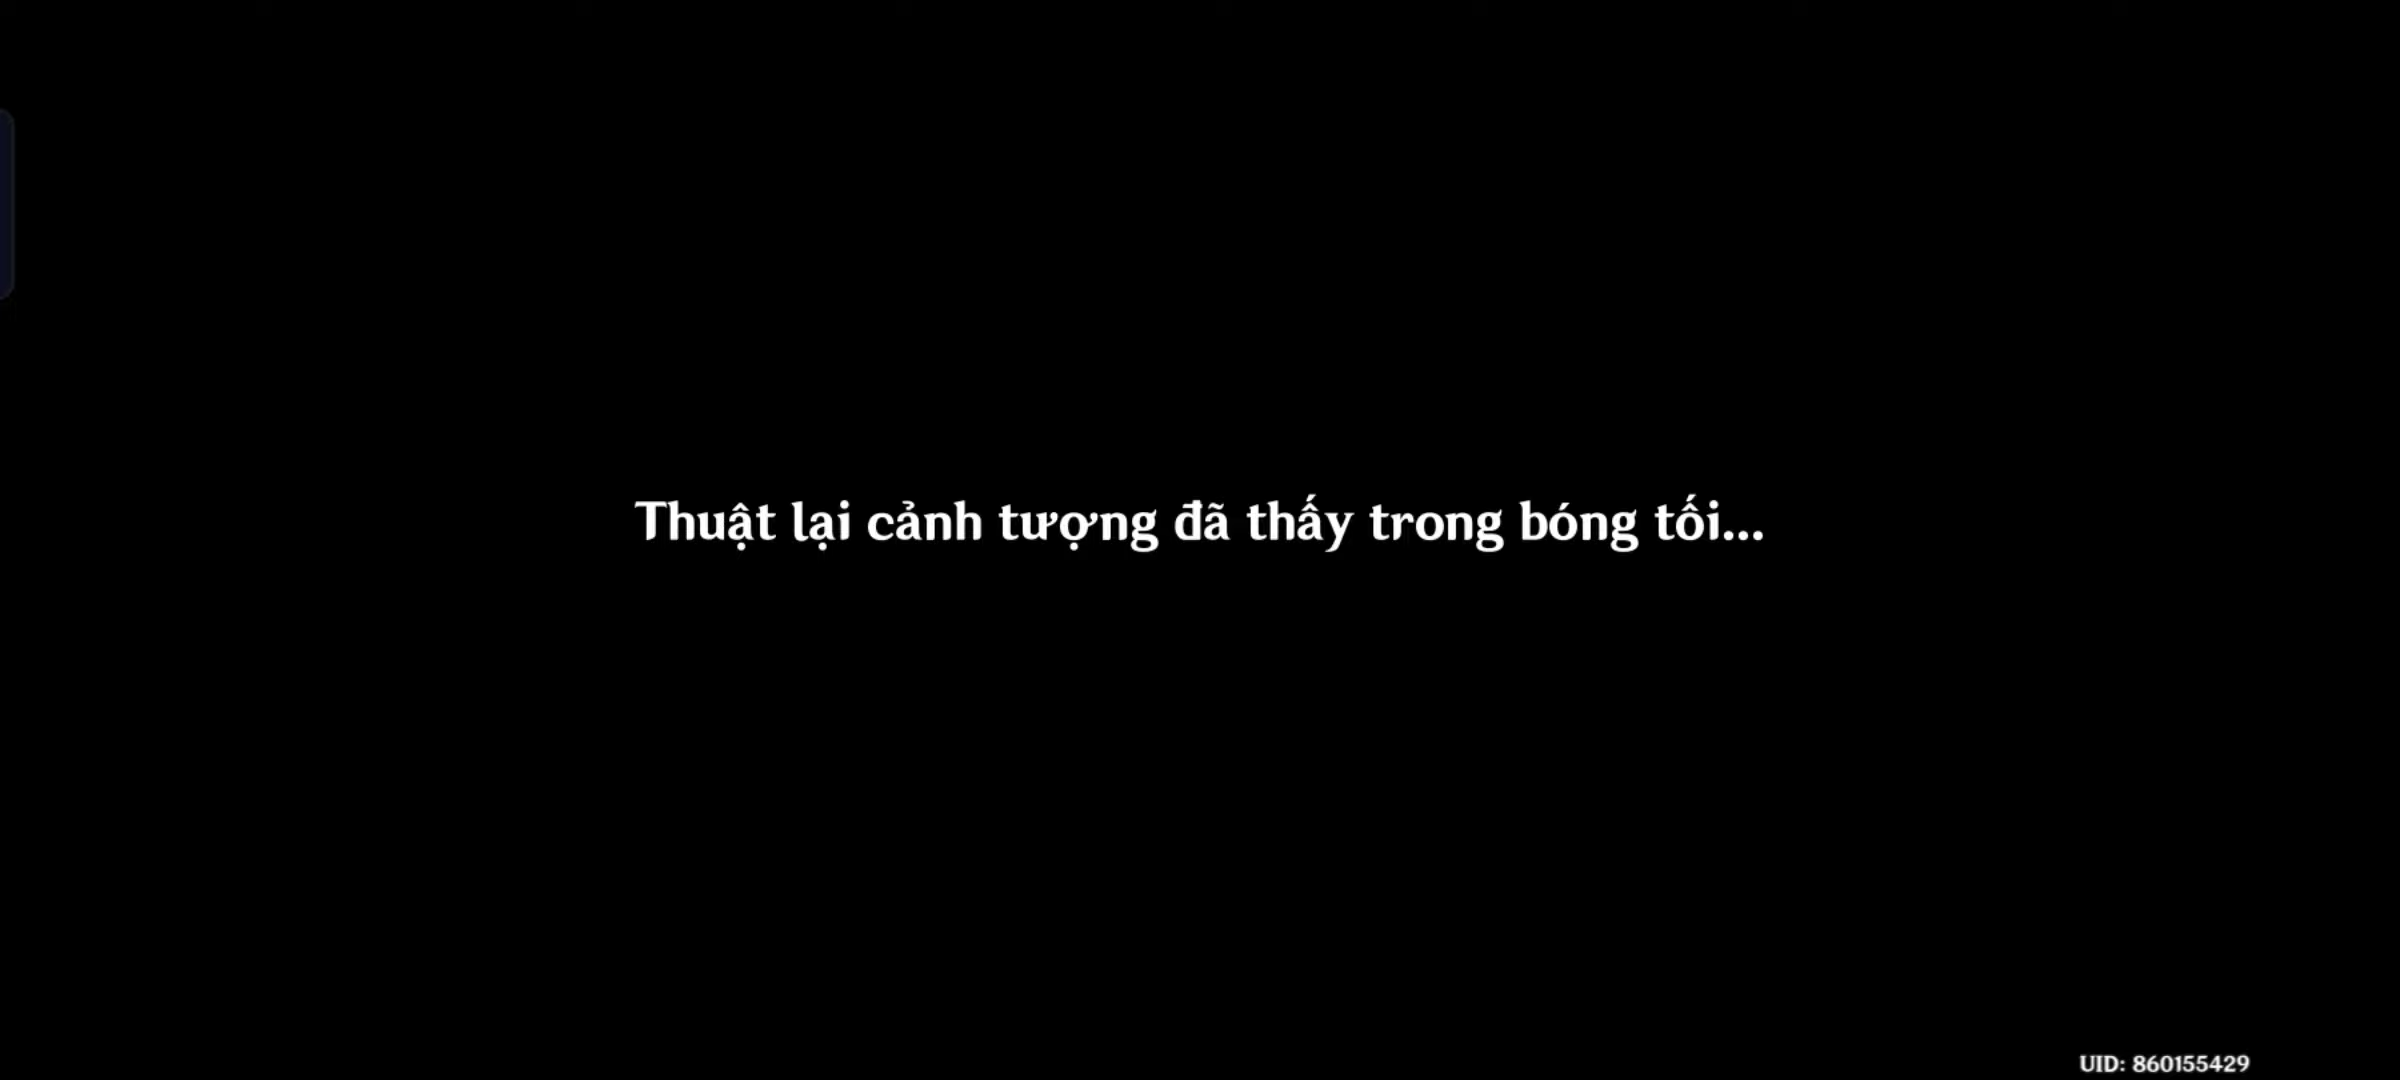 Thuật lại cảnh tượng đã thấy trong bóng tối...
UID: 860155429